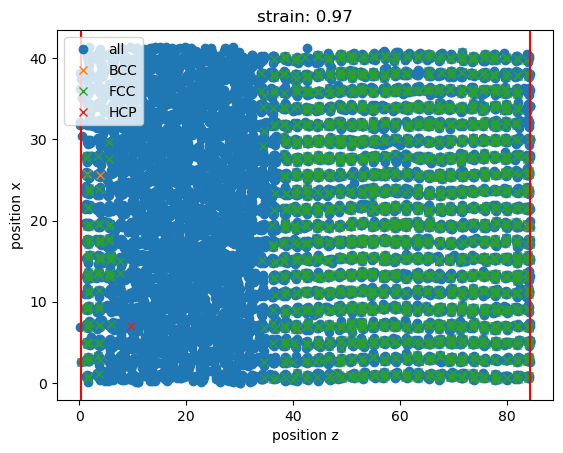 strain: 0.97
all
BCC
FCC
HCP
40
30
20
10
0
position x
0 20 40 60 80
position z